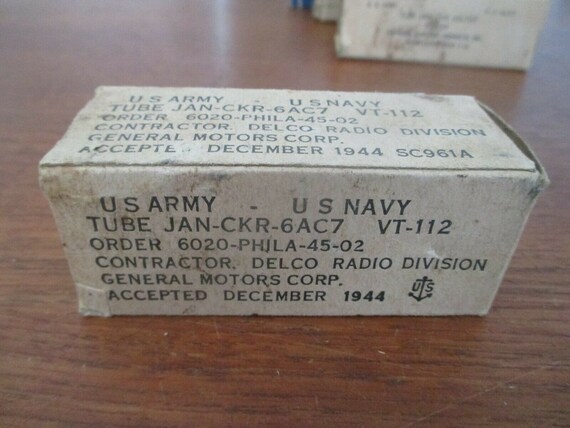 U S ARMY - U S NAVY
TUBE JAN-CKR-6AC7 VT-112
ORDER 6020-PHILA-45-02
CONTRACTOR. DELCO RADIO DIVISION
GENERAL MOTORS CORP.
ACCEPTE DECEMBER 1944 SC961A
U S ARMY - U S NAVY
TUBE JAN-CKR-6AC7 VT-112
ORDER 6020-PHILA-45-02
CONTRACTOR. DELCO RADIO DIVISION
GENERAL MOTORS CORP.
ACCEPTED DECEMBER 1944